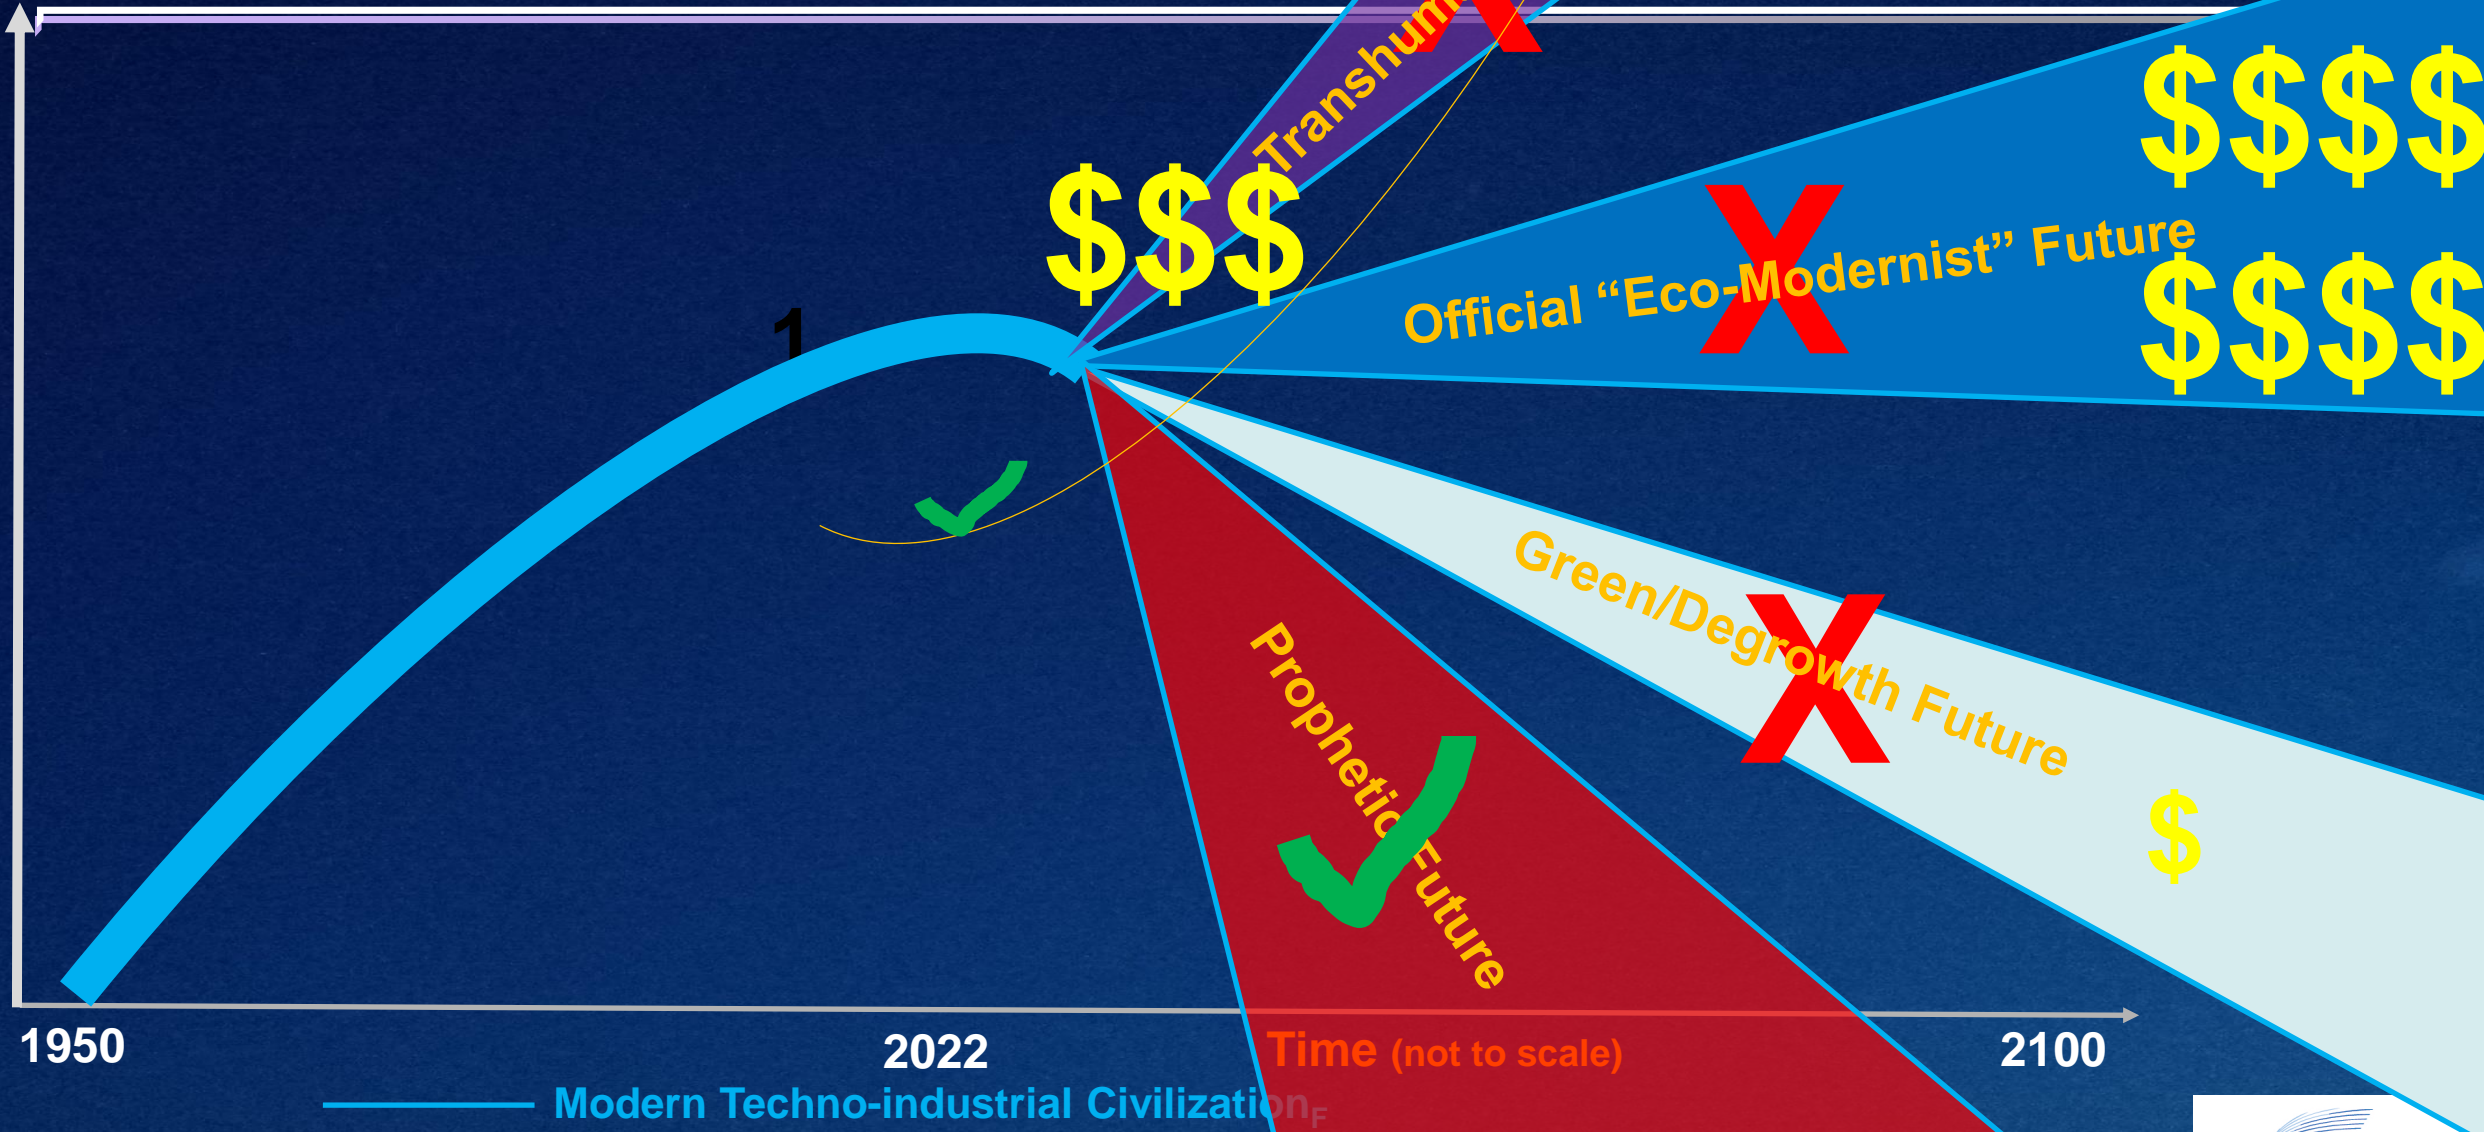 X
$$$$
$$$
X
Official “Eco-Modernist” Future
$$$$
1
Green/Degrowth Future
X
Prophetic Future
$
1950
2022
Time (not to scale)
2100
Modern Techno-industrial Civilization
F